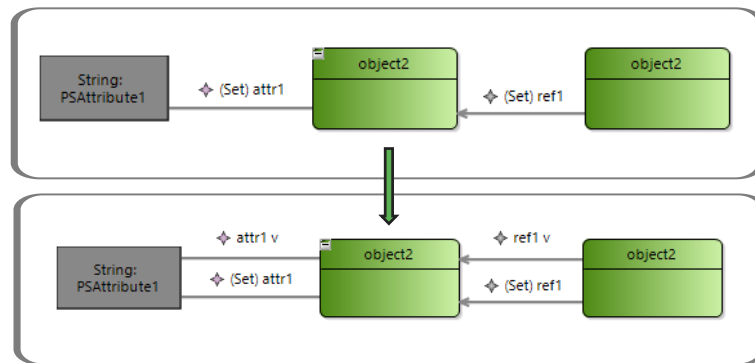 String:
PSAttribute1
(Set) attr1
object2
(Set) ref1
object2
String:
PSAttribute1
attr1 v
(Set) attr1
object2
ref1 v
(Set) ref1
object2